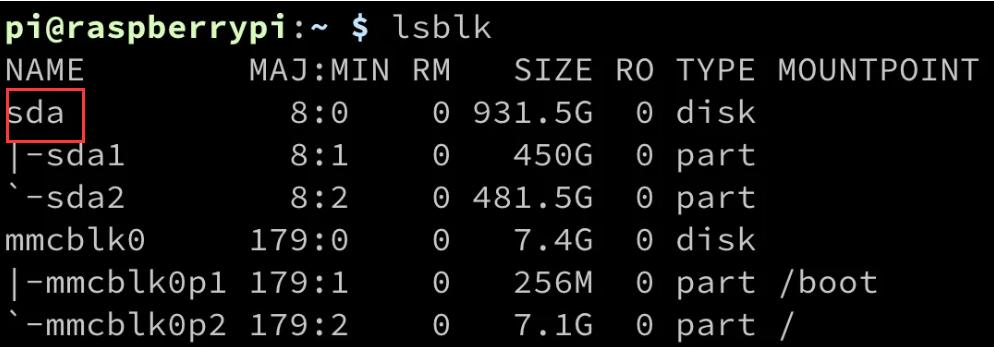 pi@raspberrypi:~ $ lsblk
NAME        MAJ:MIN RM   SIZE RO TYPE MOUNTPOINT
sda           8:0    0 931.5G  0 disk
|-sda1        8:1    0   450G  0 part
`-sda2        8:2    0 481.5G  0 part
mmcblk0     179:0    0   7.4G  0 disk
|-mmcblk0p1 179:1    0   256M  0 part /boot
`-mmcblk0p2 179:2    0   7.1G  0 part /